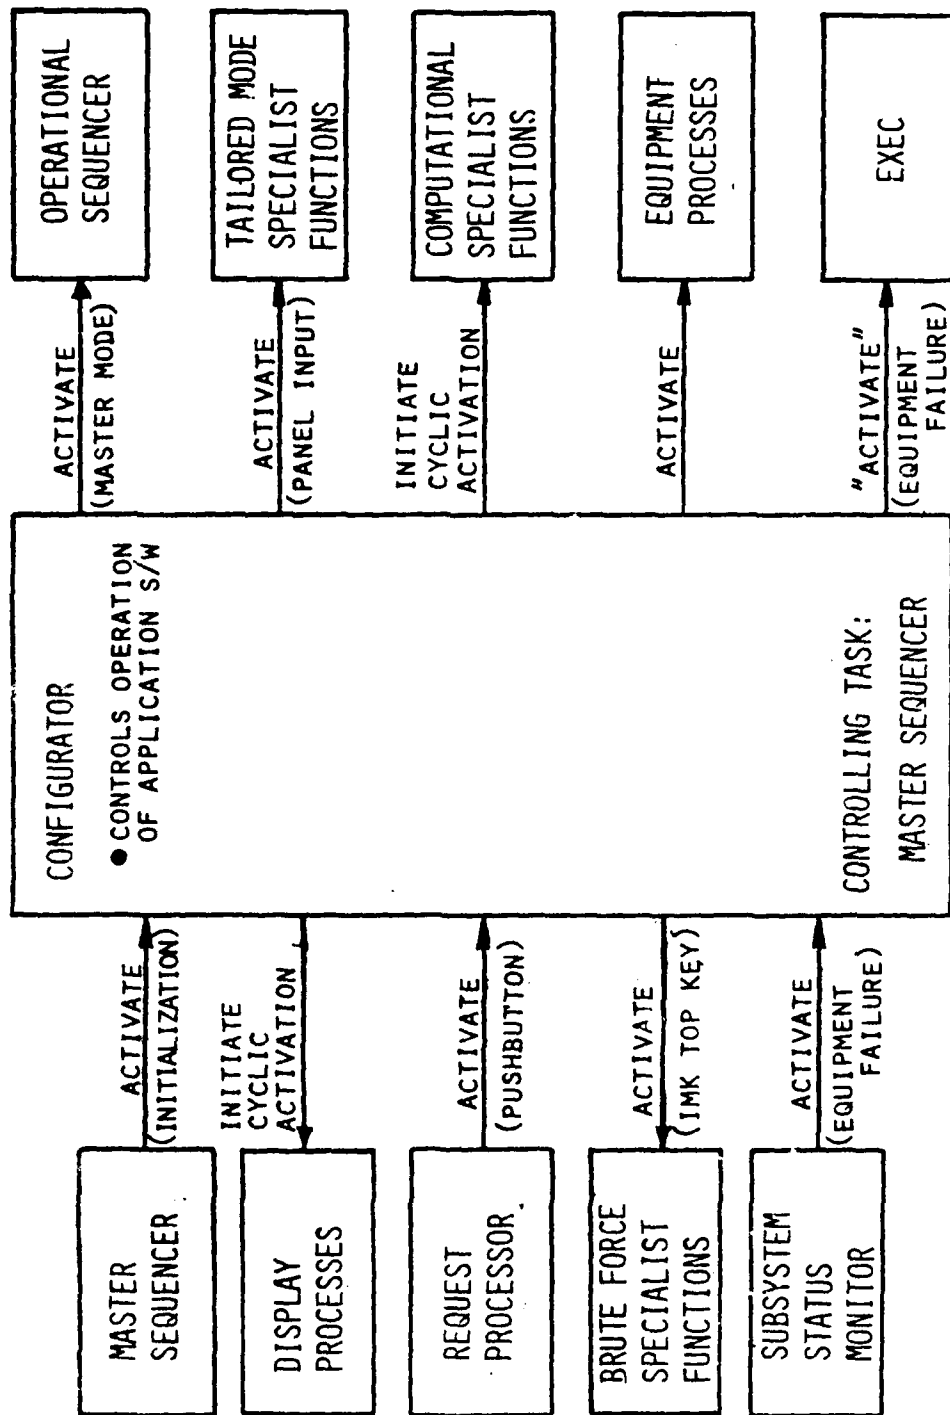 MASTER
SEQUENCER
ACTIVATE
(INITIALIZATION)
DISPLAY
PROCESSES
INITIATE
CYCLIC
ACTIVATION
REQUEST
PROCESSOR
ACTIVATE
(PUSHBUTTON)
BRUTE FORCE
SPECIALIST
FUNCTIONS
ACTIVATE
(IMK TOP KEY)
SUBSYSTEM
STATUS
MONITOR
ACTIVATE
(EQUIPMENT
FAILURE)
CONFIGURATOR
● CONTROLS OPERATION
OF APPLICATION S/W
CONTROLLING TASK:
MASTER SEQUENCER
ACTIVATE
(MASTER MODE)
OPERATIONAL
SEQUENCER
ACTIVATE
(PANEL INPUT)
TAILORED MODE
SPECIALIST
FUNCTIONS
INITIATE
CYCLIC
ACTIVATION
COMPUTATIONAL
SPECIALIST
FUNCTIONS
ACTIVATE
EQUIPMENT
PROCESSES
"ACTIVATE"
(EQUIPMENT
FAILURE)
EXEC